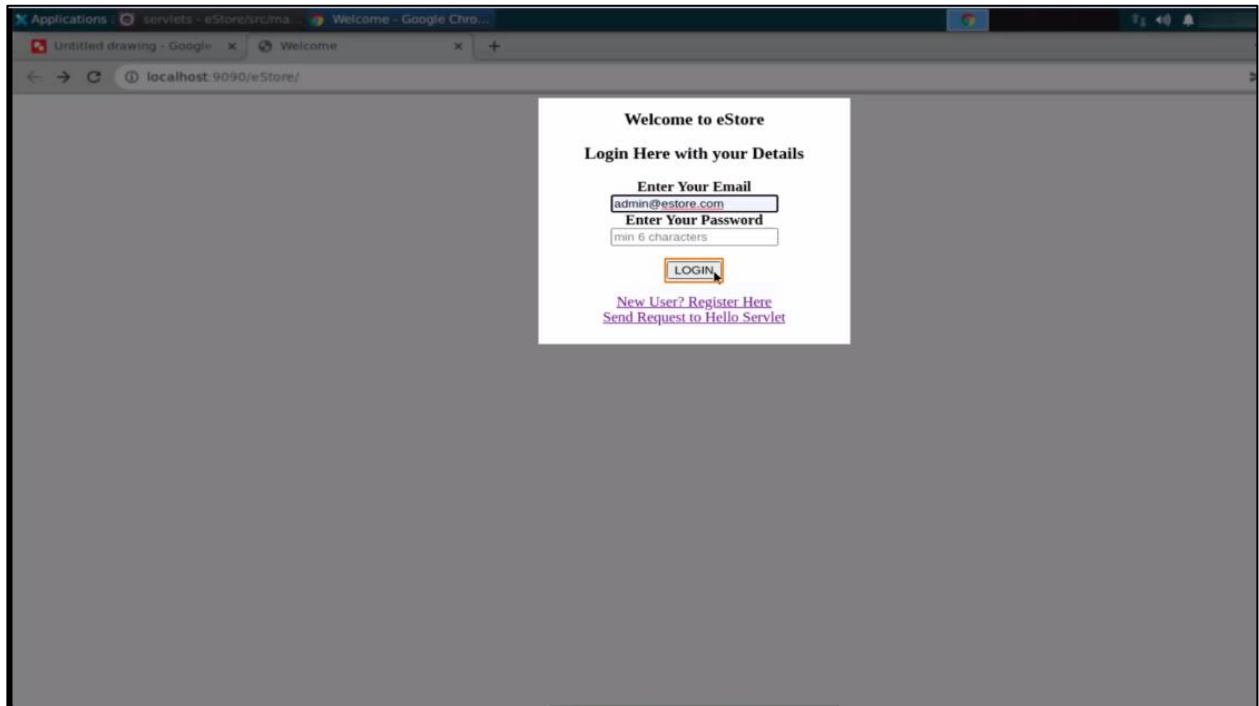 Applications : servlets - eStore/src/ma... Welcome - Google Chro...
Untitled drawing - Google × Welcome × +
localhost:9090/eStore/
Welcome to eStore
Login Here with your Details
Enter Your Email
admin@estore.com
Enter Your Password
min 6 characters
LOGIN
New User? Register Here
Send Request to Hello Servlet